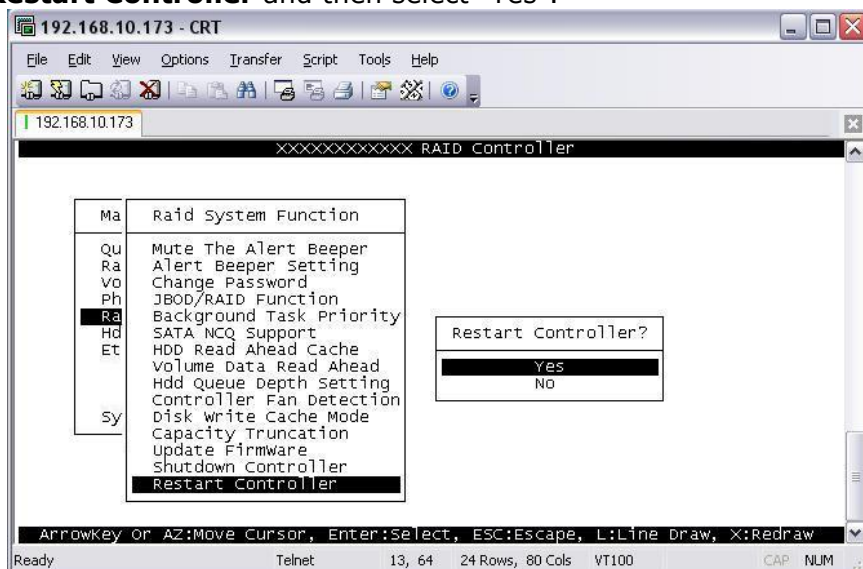 Restart Controller and then select "Yes".
192.168.10.173 - CRT
File Edit View Options Transfer Script Tools Help
192.168.10.173
XXXXXXXXXXXX RAID Controller
Ma
Qu
Ra
Vo
Ph
Ra
Hd
Et
Sy
Raid System Function
Mute The Alert Beeper
Alert Beeper Setting
Change Password
JBOD/RAID Function
Background Task Priority
SATA NCQ Support
HDD Read Ahead Cache
Volume Data Read Ahead
Hdd Queue Depth Setting
Controller Fan Detection
Disk Write Cache Mode
Capacity Truncation
Update FirmWare
Shutdown Controller
Restart Controller
Restart Controller?
Yes
No
ArrowKey Or AZ:Move Cursor, Enter:Select, ESC:Escape, L:Line Draw, X:Redraw
Ready Telnet 13, 64 24 Rows, 80 Cols VT100 CAP NUM